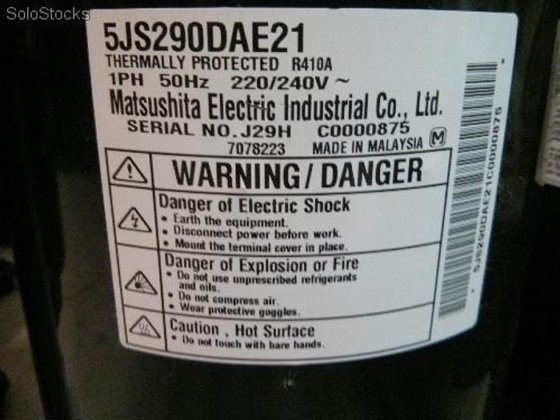 SoloStocks
5JS290DAE21
THERMALLY PROTECTED R410A
1PH 50Hz 220/240V ~
Matsushita Electric Industrial Co., Ltd.
SERIAL NO. J29H C0000875
7078223 MADE IN MALAYSIA M
WARNING/DANGER
Danger of Electric Shock
• Earth the equipment.
• Disconnect power before work.
• Mount the terminal cover in place.
Danger of Explosion or Fire
• Do not use unprescribed refrigerants
and oils.
• Do not compress air.
• Wear protective goggles.
Caution , Hot Surface
• Do not touch with bare hands.
*5JS290DAE21C0000875*